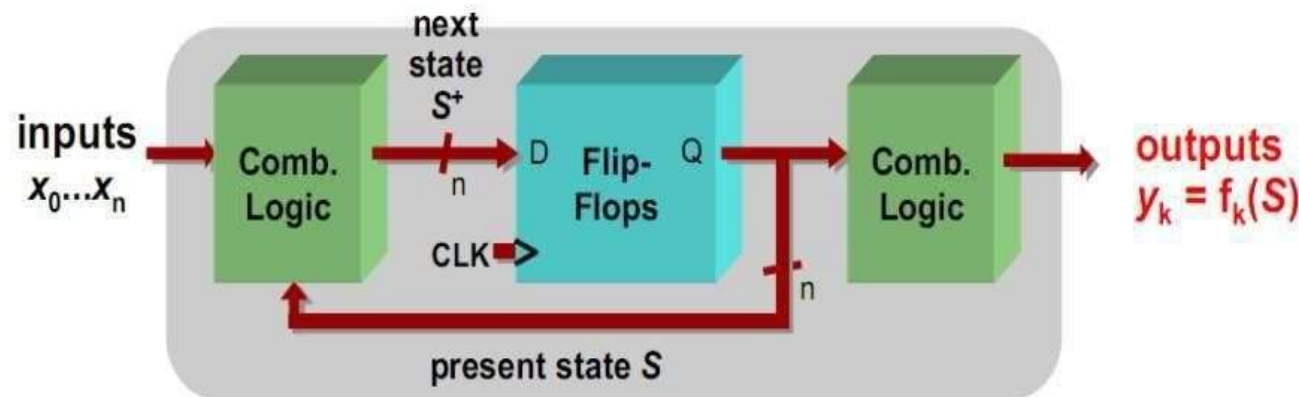 next
state
S⁺
inputs
x₀...xₙ
Comb.
Logic
n
D
Q
Flip-
Flops
CLK
n
Comb.
Logic
outputs
yₖ = fₖ(S)
present state S